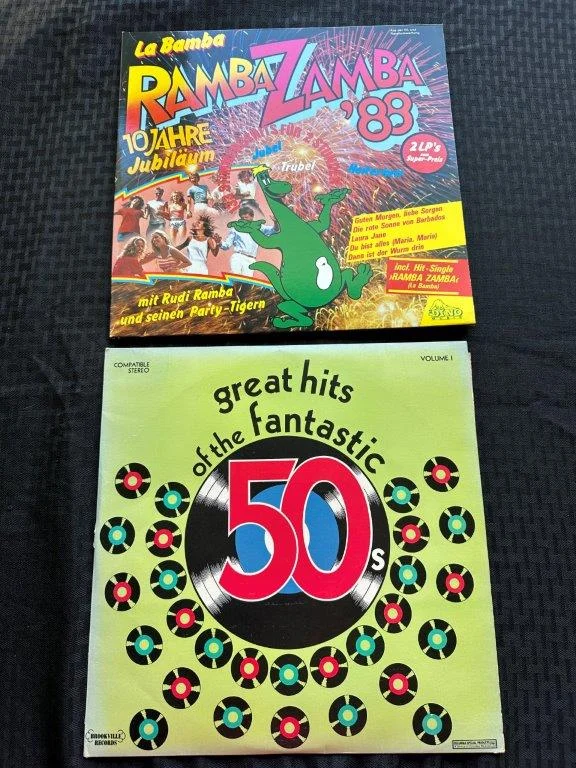 La Bamba
RAMBA ZAMBA
'88
10 JAHRE
Jubiläum
Jubel
Trubel
2 LP's
zum
Super-Preis
Guten Morgen, liebe Sorgen
Die rote Sonne von Barbados
Laura Jane
Du bist alles (Maria, Maria)
Dann ist der Wurm drin
incl. Hit-Single
›RAMBA ZAMBA‹
(La Bamba)
mit Rudi Ramba
und seinen Party-Tigern
DINO
COMPATIBLE
STEREO
VOLUME I
great hits
of the fantastic
50s
BROOKVILLE
RECORDS